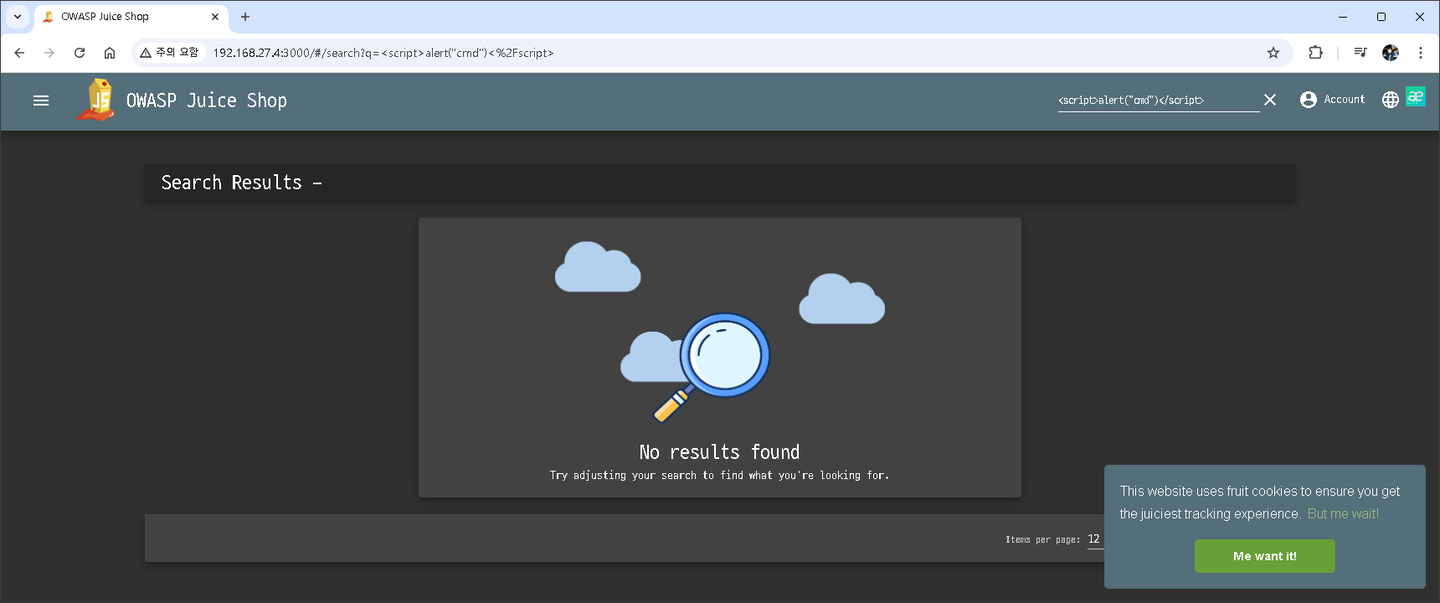 OWASP Juice Shop
주의 요함
192.168.27.4:3000/#/search?q=<script>alert("cmd")<%2Fscript>
JS
OWASP Juice Shop
<script>alert("cmd")</script>
Account
æ
Search Results -
No results found
Try adjusting your search to find what you're looking for.
Items per page: 12
This website uses fruit cookies to ensure you get
the juiciest tracking experience. But me wait!
Me want it!